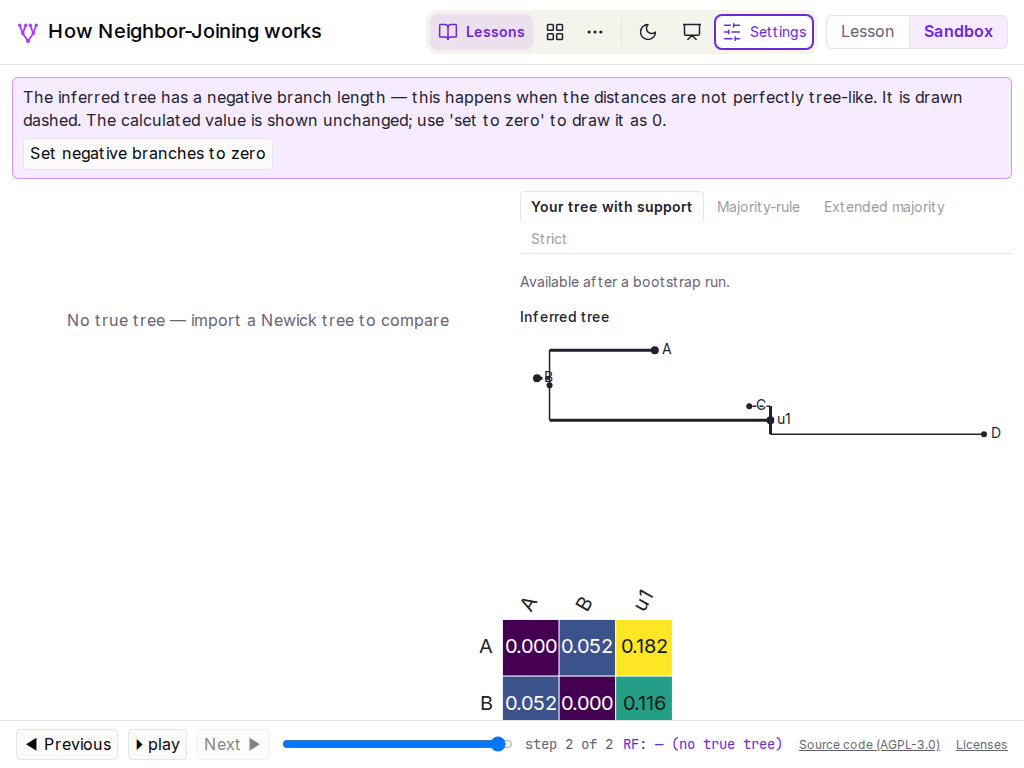 How Neighbor-Joining works
Lessons
Settings
Lesson
Sandbox
The inferred tree has a negative branch length — this happens when the distances are not perfectly tree-like. It is drawn
dashed. The calculated value is shown unchanged; use 'set to zero' to draw it as 0.
Set negative branches to zero
Your tree with support
Majority-rule
Extended majority
Strict
Available after a bootstrap run.
No true tree — import a Newick tree to compare
Inferred tree
A
B
C
u1
D
A B u1
A 0.000 0.052 0.182
B 0.052 0.000 0.116
Previous
play
Next
step 2 of 2
RF: — (no true tree)
Source code (AGPL-3.0)
Licenses